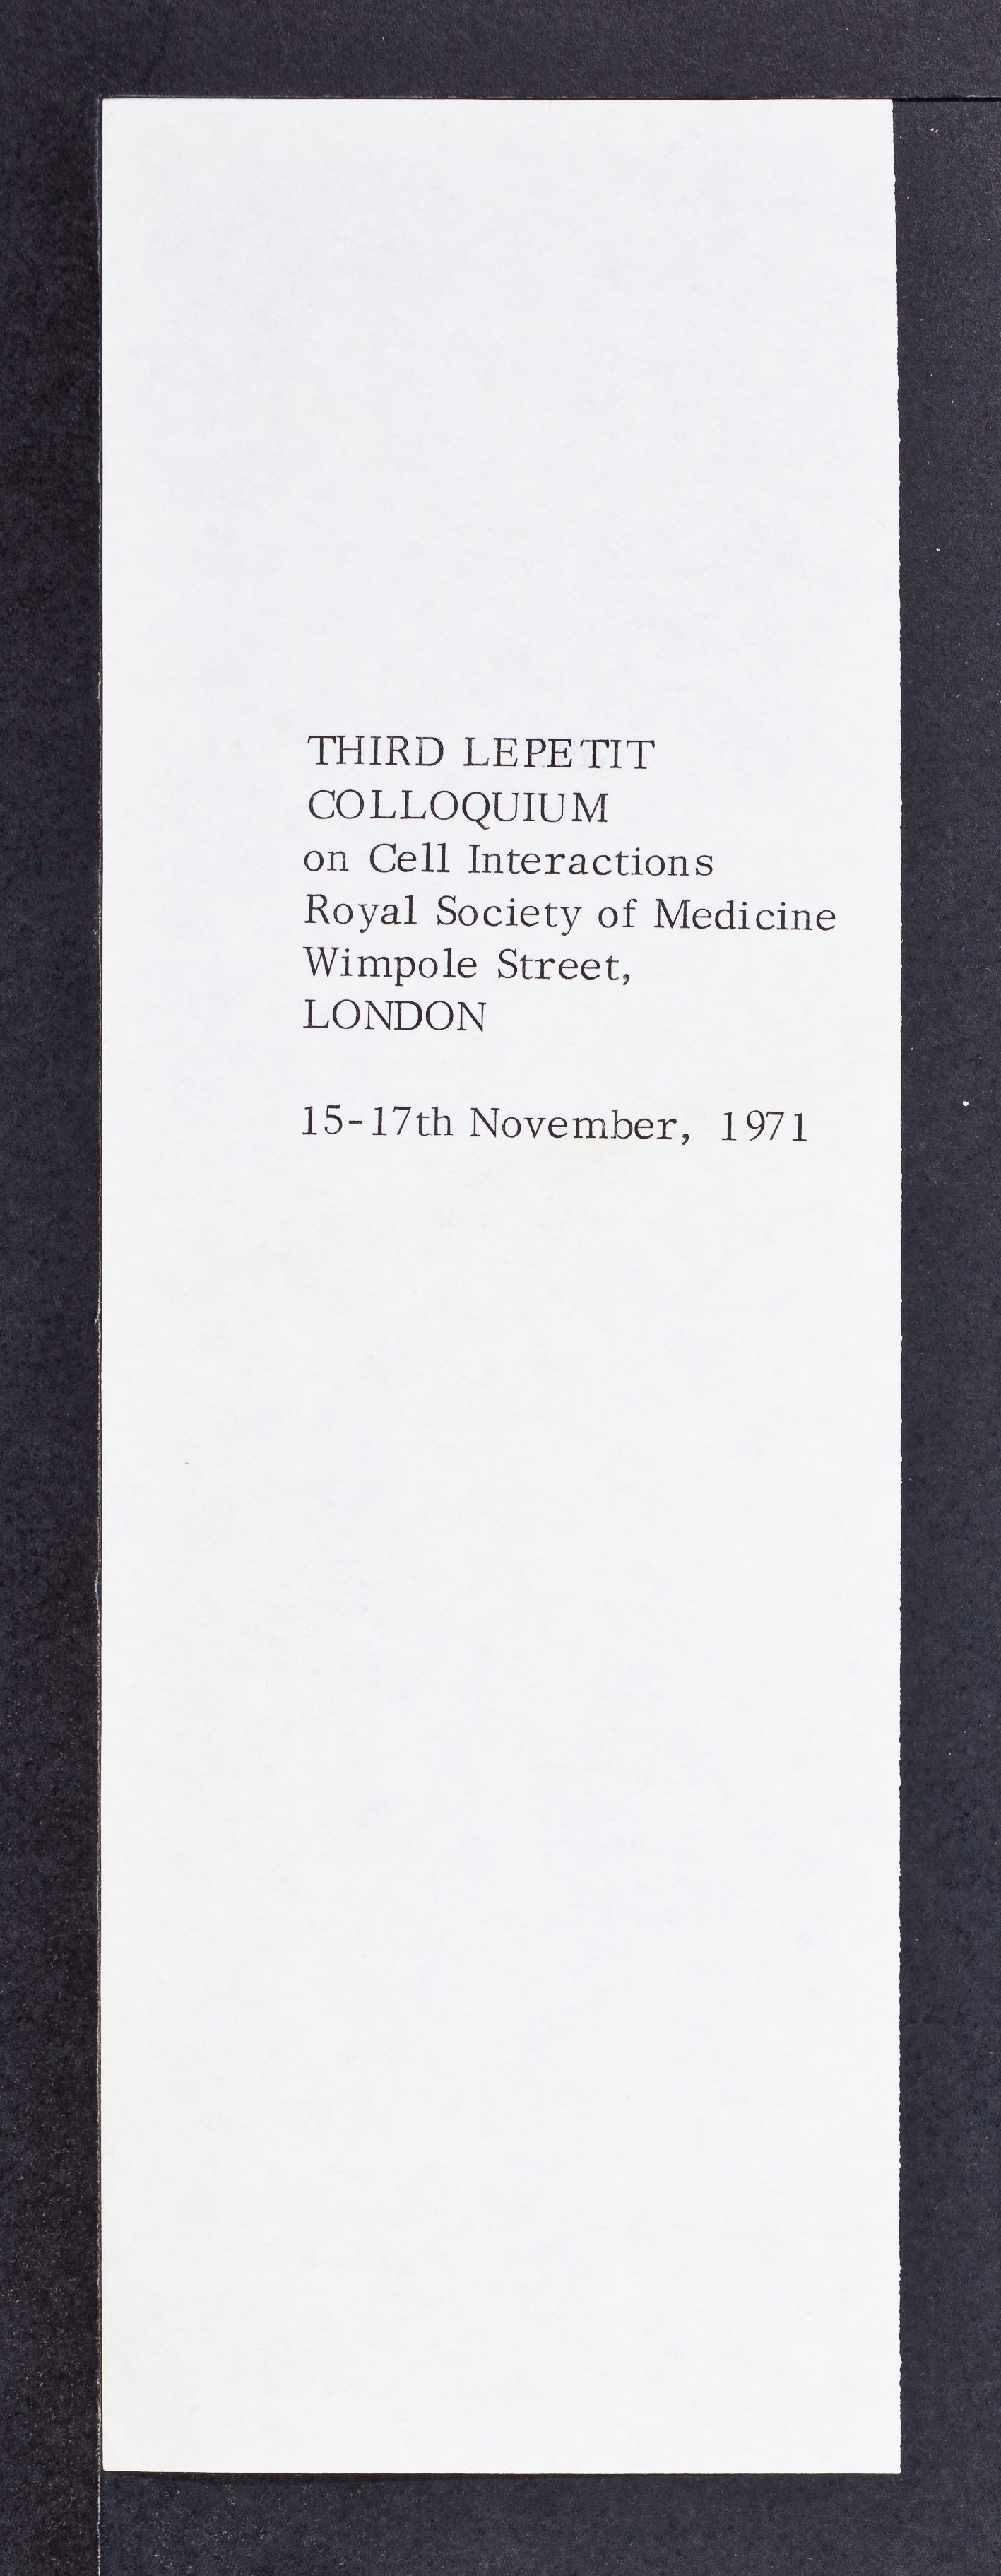 THIRD LEPETIT
COLLOQUIUM
on Cell Interactions
Royal Society of Medicine
Wimpole Street,
LONDON
15-17th November, 1971